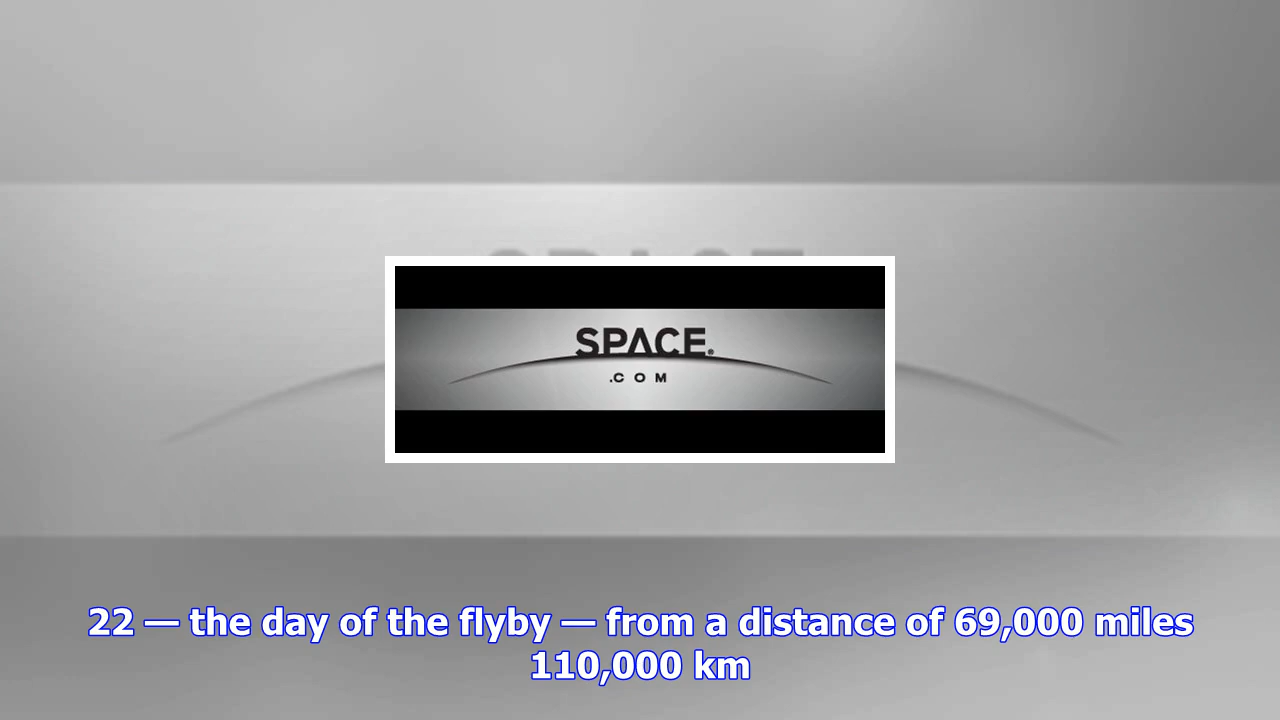 SPACE®
.COM
22 — the day of the flyby — from a distance of 69,000 miles
110,000 km